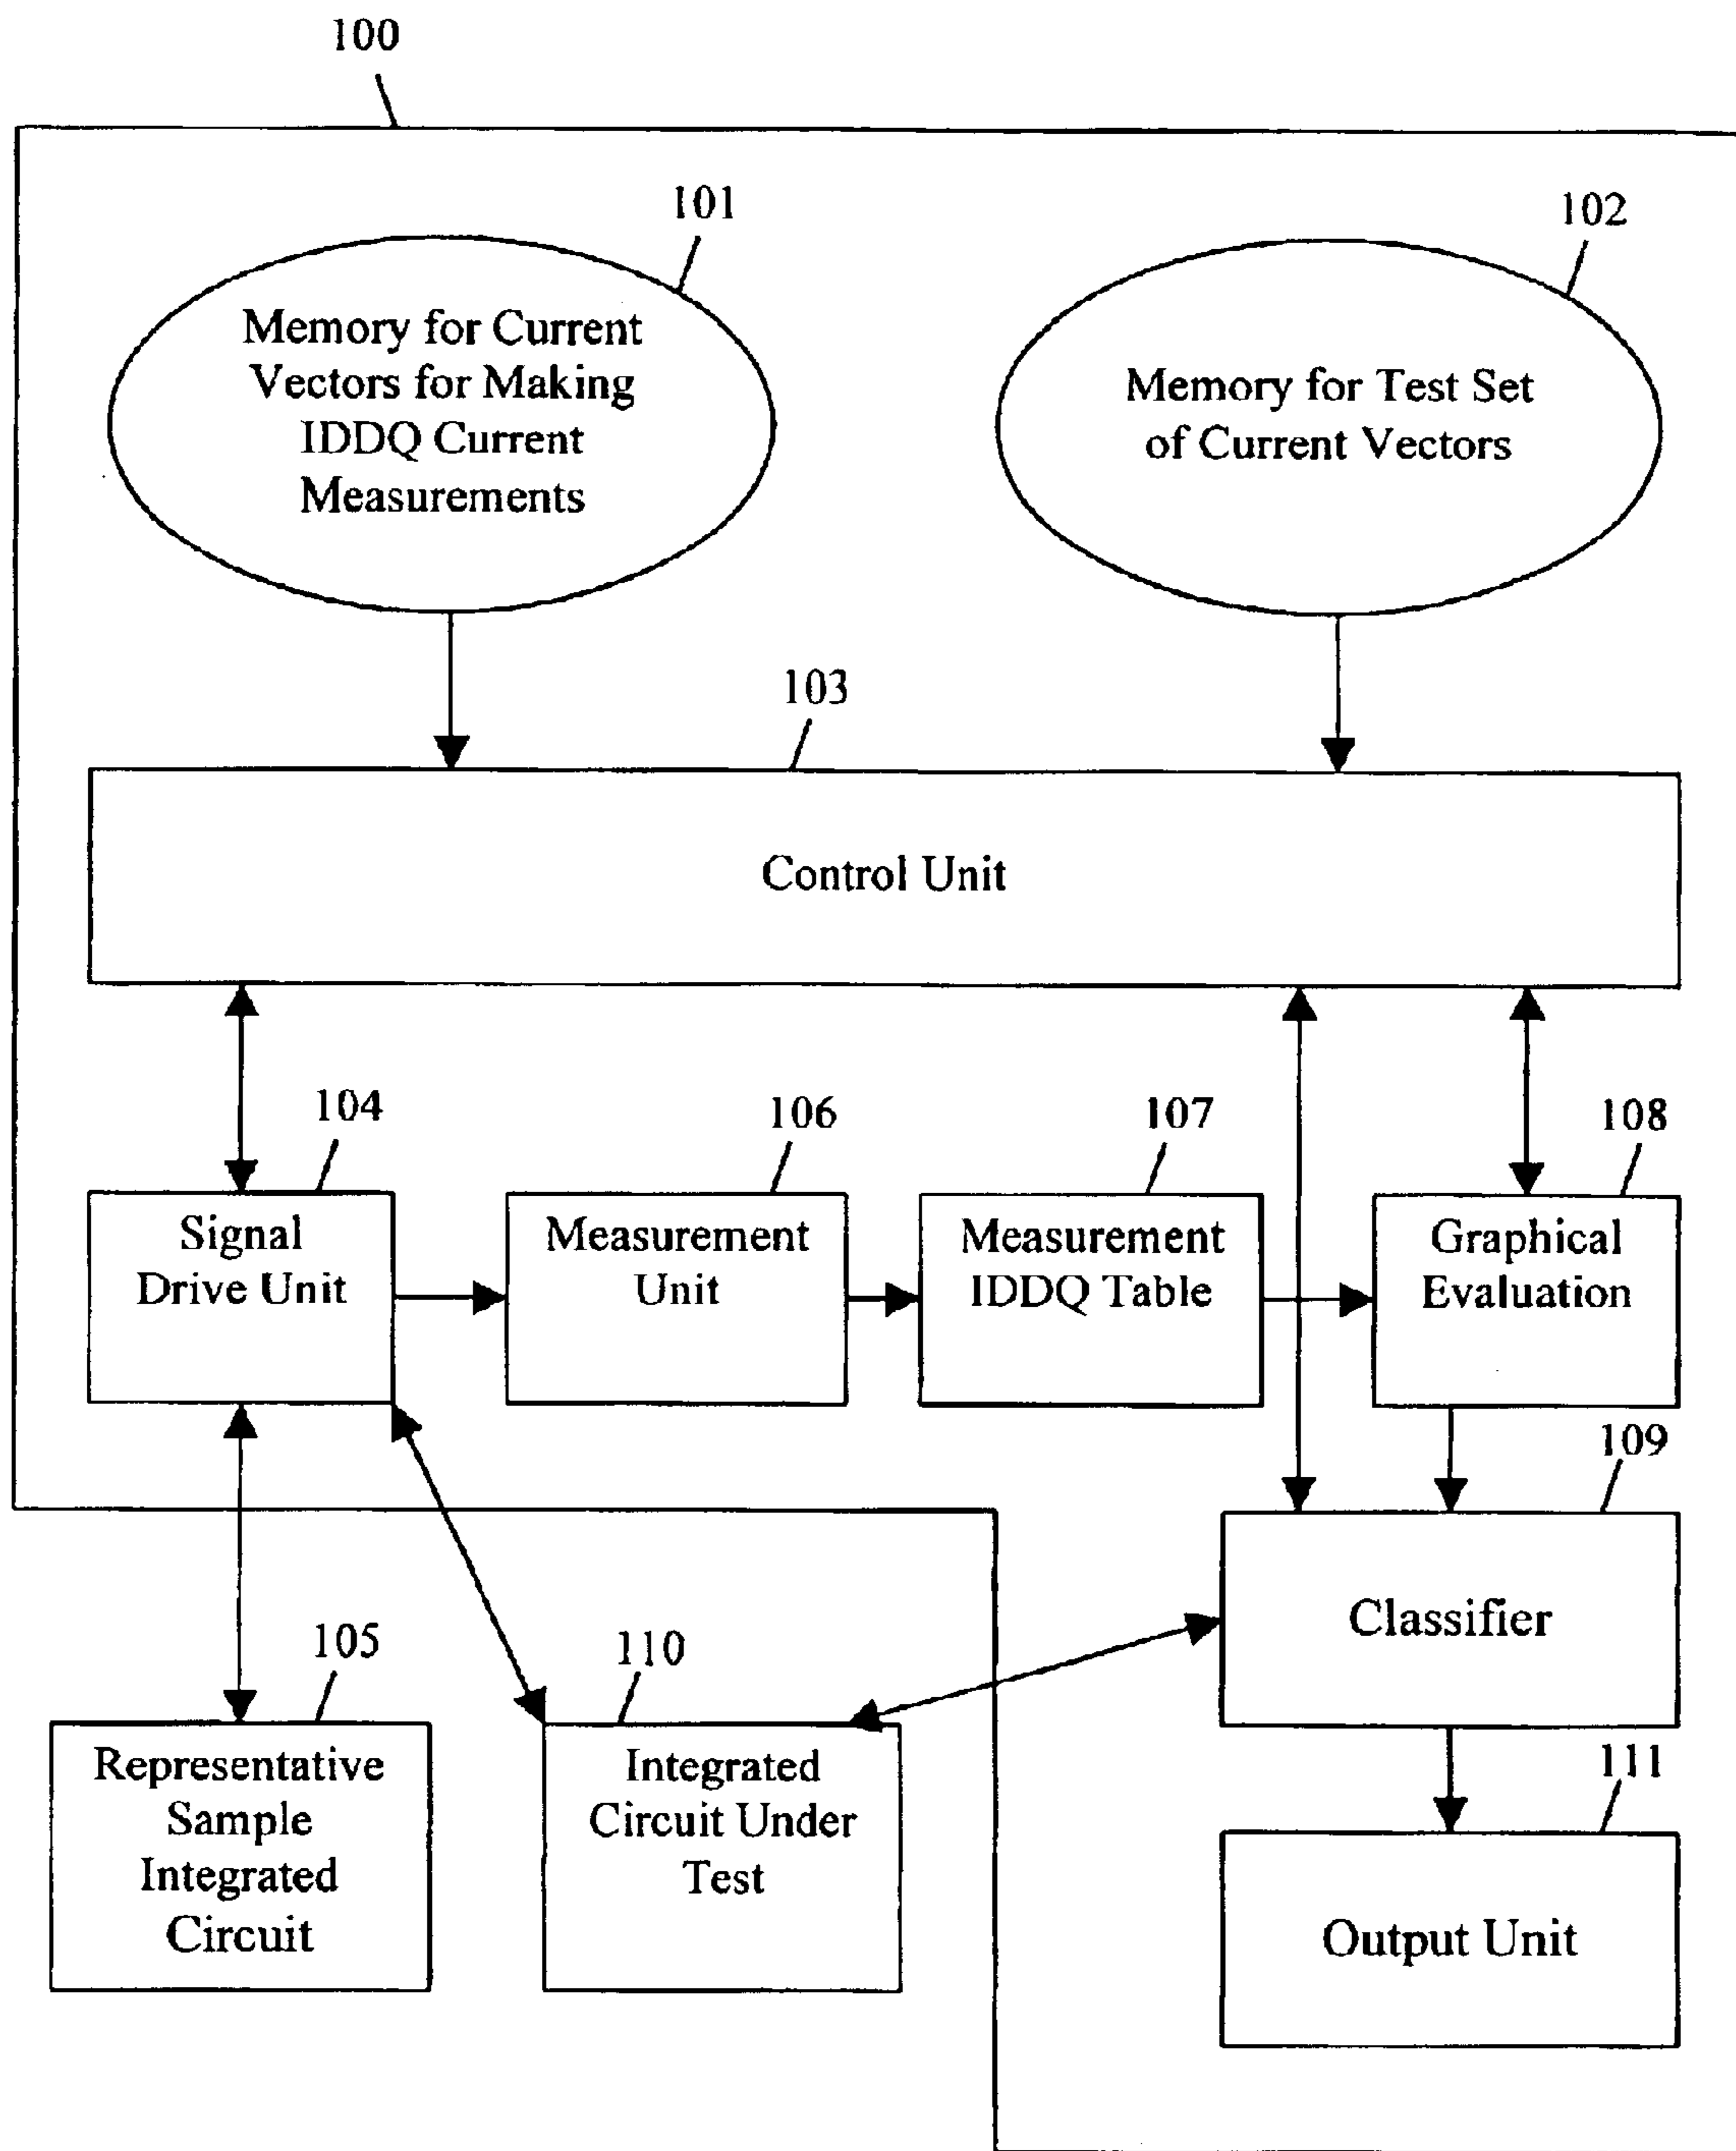 100
101
102
Memory for Current
Vectors for Making
IDDQ Current
Measurements
Memory for Test Set
of Current Vectors
103
Control Unit
104
106
107
108
Signal
Drive Unit
Measurement
Unit
Measurement
IDDQ Table
Graphical
Evaluation
109
Classifier
105
110
Representative
Sample
Integrated
Circuit
Integrated
Circuit Under
Test
111
Output Unit